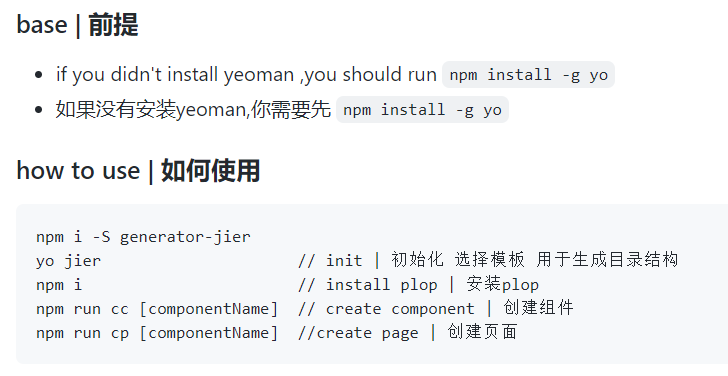 base | 前提
if you didn't install yeoman ,you should run npm install -g yo
如果没有安装yeoman,你需要先 npm install -g yo
how to use | 如何使用
npm i -S generator-jier
yo jier // init | 初始化 选择模板 用于生成目录结构
npm i // install plop | 安装plop
npm run cc [componentName] // create component | 创建组件
npm run cp [componentName] //create page | 创建页面